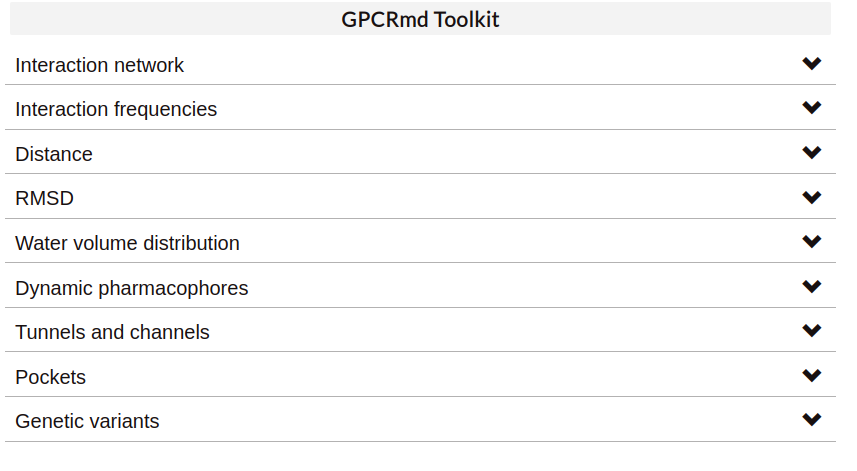 GPCRmd Toolkit
Interaction network
Interaction frequencies
Distance
RMSD
Water volume distribution
Dynamic pharmacophores
Tunnels and channels
Pockets
Genetic variants